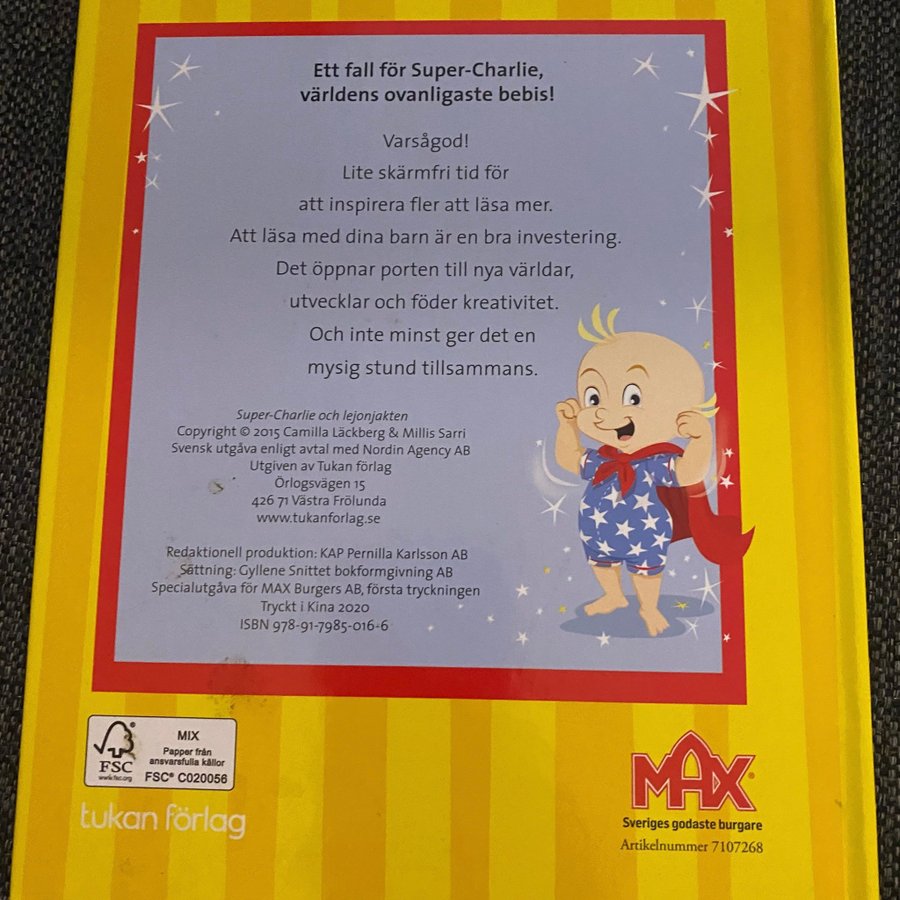 Ett fall för Super-Charlie,
världens ovanligaste bebis!
Varsågod!
Lite skärmfri tid för
att inspirera fler att läsa mer.
Att läsa med dina barn är en bra investering.
Det öppnar porten till nya världar,
utvecklar och föder kreativitet.
Och inte minst ger det en
mysig stund tillsammans.
Super-Charlie och lejonjakten
Copyright © 2015 Camilla Läckberg & Millis Sarri
Svensk utgåva enligt avtal med Nordin Agency AB
Utgiven av Tukan förlag
Örlogsvägen 15
426 71 Västra Frölunda
www.tukanforlag.se
Redaktionell produktion: KAP Pernilla Karlsson AB
Sättning: Gyllene Snittet bokformgivning AB
Specialutgåva för MAX Burgers AB, första tryckningen
Tryckt i Kina 2020
ISBN 978-91-7985-016-6
FSC
www.fsc.org
MIX
Papper från
ansvarsfulla källor
FSC® C020056
tukan förlag
MAX®
Sveriges godaste burgare
Artikelnummer 7107268